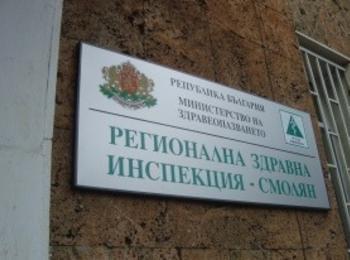 РЕПУБЛИКА БЪЛГАРИЯ
МИНИСТЕРСТВО НА
ЗДРАВЕОПАЗВАНЕТО
РЕГИОНАЛНА ЗДРАВНА
ИНСПЕКЦИЯ - СМОЛЯН